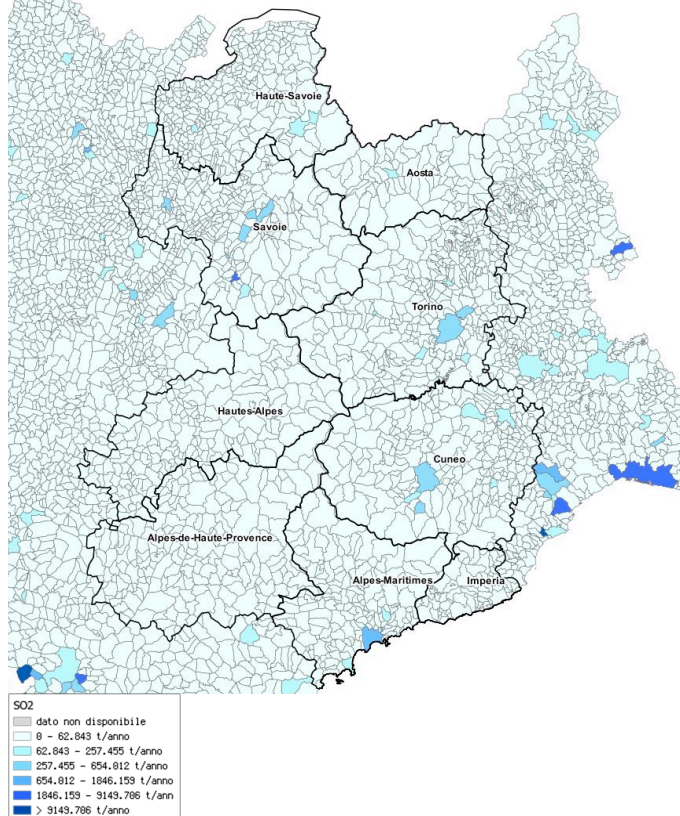 Haute-Savoie
Aosta
Savoie
Torino
Hautes-Alpes
Cuneo
Alpes-de-Haute-Provence
Alpes-Maritimes
Imperia
SO2
dato non disponibile
0 - 62.843 t/anno
62.843 - 257.455 t/anno
257.455 - 654.012 t/anno
654.012 - 1846.159 t/anno
1846.159 - 9149.706 t/ann
> 9149.706 t/anno